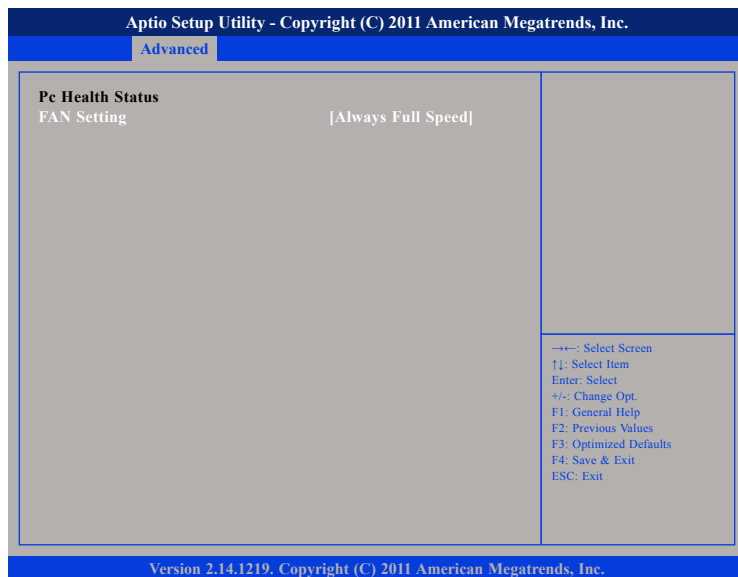 Aptio Setup Utility - Copyright (C) 2011 American Megatrends, Inc.
Advanced
Pc Health Status
FAN Setting [Always Full Speed]
→←: Select Screen
↑↓: Select Item
Enter: Select
+/-: Change Opt.
F1: General Help
F2: Previous Values
F3: Optimized Defaults
F4: Save & Exit
ESC: Exit
Version 2.14.1219. Copyright (C) 2011 American Megatrends, Inc.